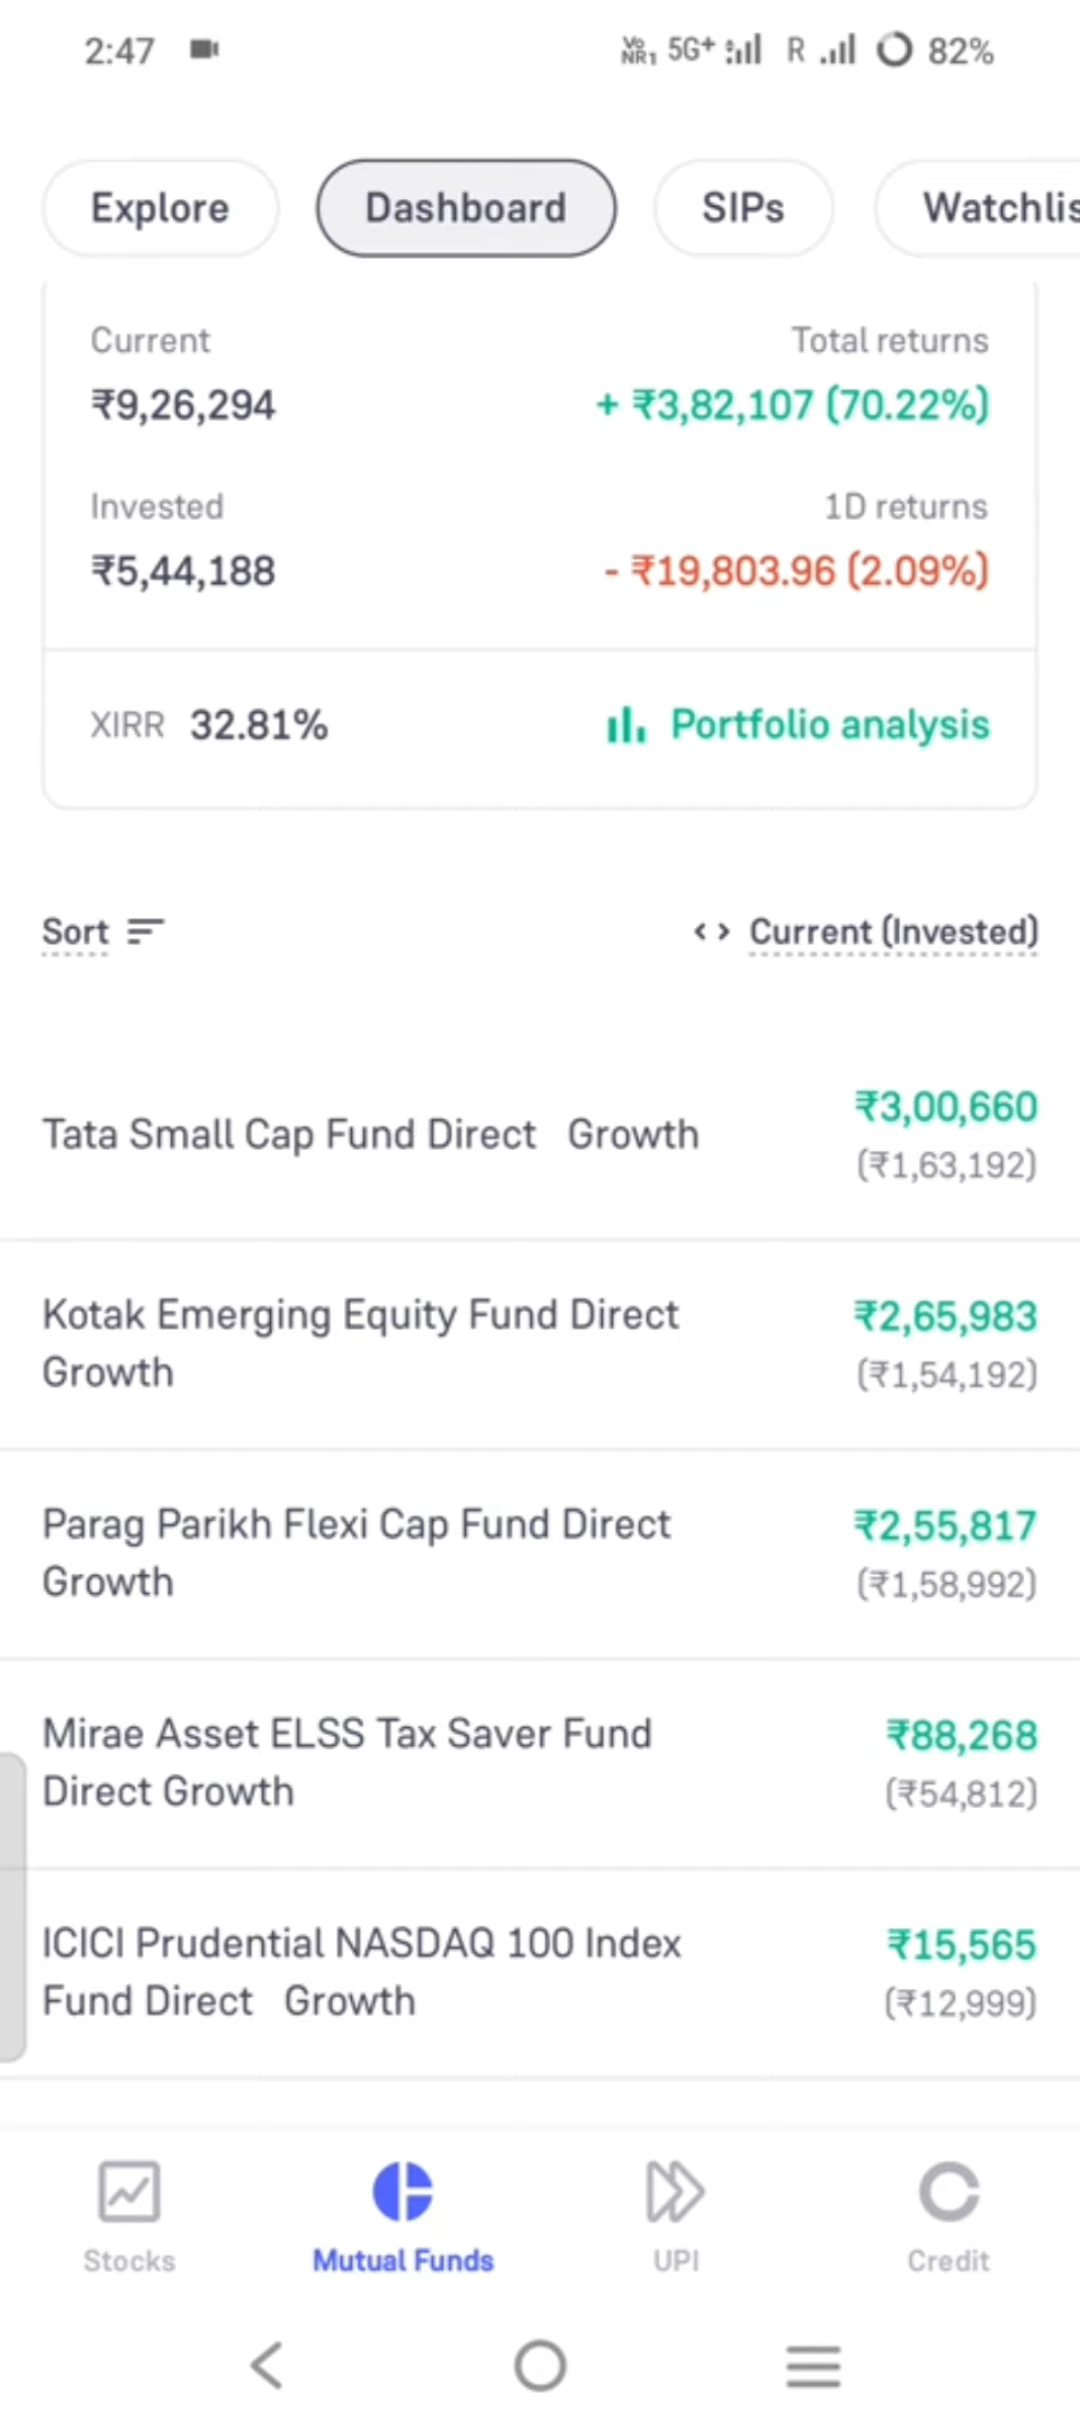 2:47 Vo NR1 5G+ R 82%
Explore Dashboard SIPs Watchlis
Current Total returns
₹9,26,294 + ₹3,82,107 (70.22%)
Invested 1D returns
₹5,44,188 - ₹19,803.96 (2.09%)
XIRR 32.81% Portfolio analysis
Sort <> Current (Invested)
Tata Small Cap Fund Direct Growth ₹3,00,660
(₹1,63,192)
Kotak Emerging Equity Fund Direct ₹2,65,983
Growth (₹1,54,192)
Parag Parikh Flexi Cap Fund Direct ₹2,55,817
Growth (₹1,58,992)
Mirae Asset ELSS Tax Saver Fund ₹88,268
Direct Growth (₹54,812)
ICICI Prudential NASDAQ 100 Index ₹15,565
Fund Direct Growth (₹12,999)
Stocks Mutual Funds UPI Credit